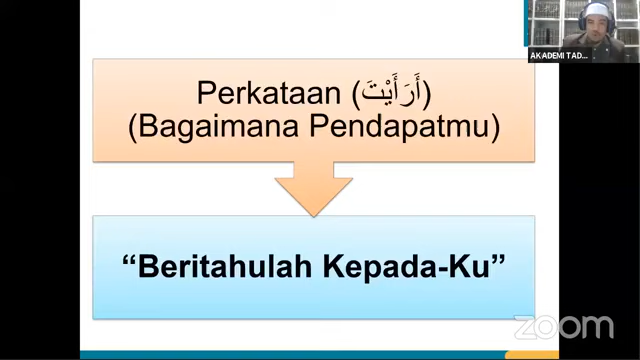 AKADEMI TAD...
Perkataan (أَرَأَيْتَ)
(Bagaimana Pendapatmu)
“Beritahulah Kepada-Ku”
zoom